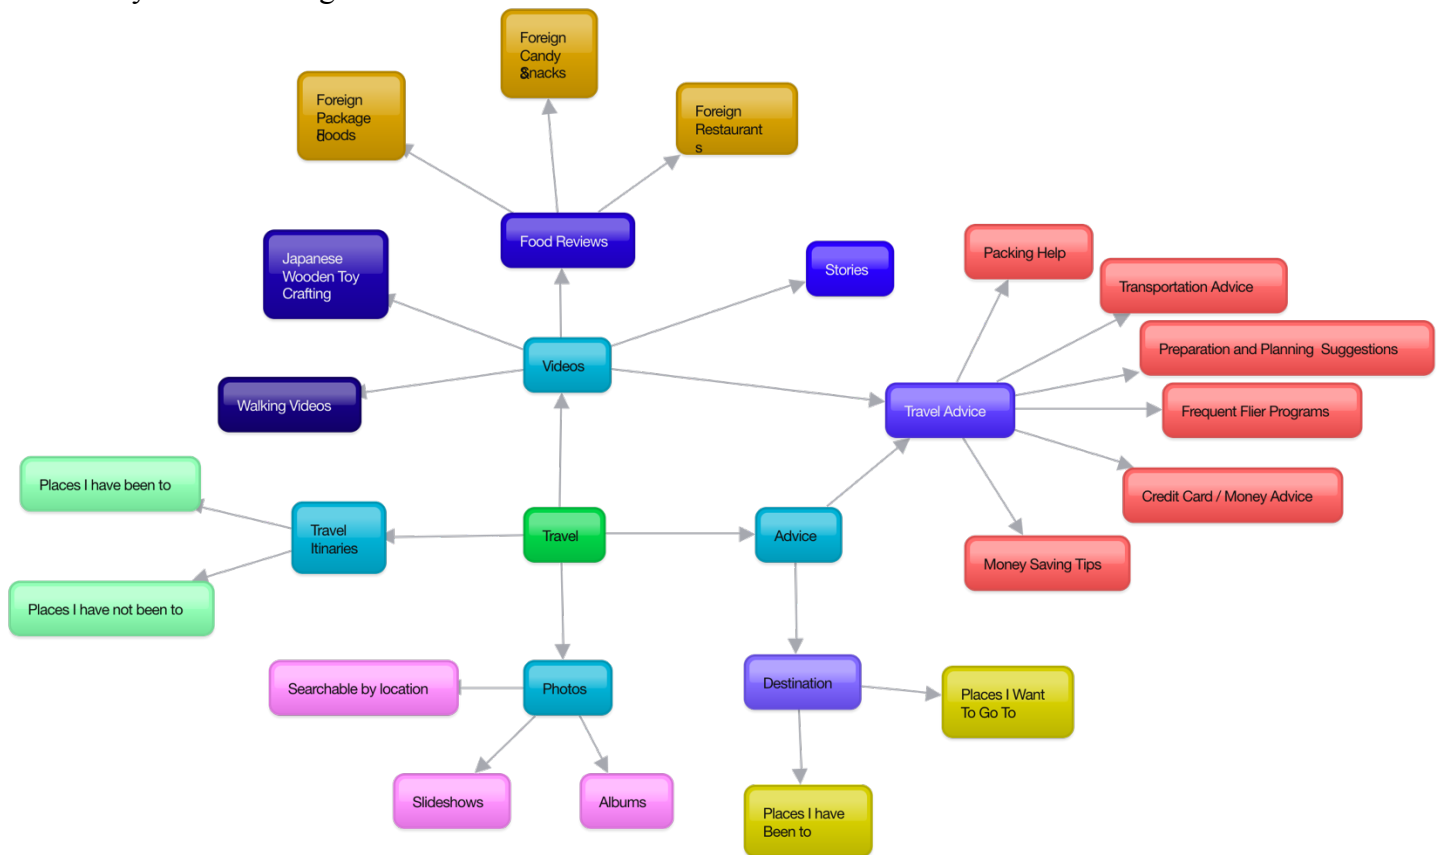 Foreign
Candy
& Snacks
Foreign
Package
d Foods
Foreign
Restaurant
s
Food Reviews
Japanese
Wooden Toy
Crafting
Stories
Packing Help
Transportation Advice
Preparation and Planning Suggestions
Videos
Walking Videos
Travel Advice
Frequent Flier Programs
Places I have been to
Credit Card / Money Advice
Travel
Itinaries
Travel
Advice
Money Saving Tips
Places I have not been to
Searchable by location
Photos
Destination
Places I Want
To Go To
Slideshows
Albums
Places I have
Been to